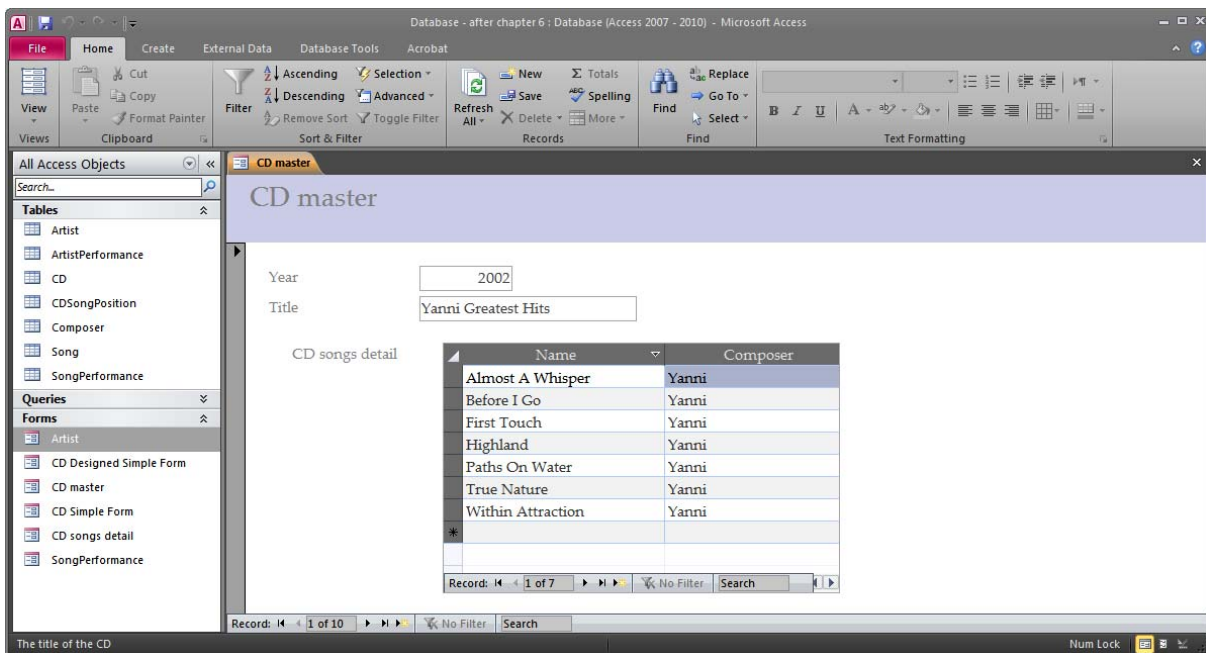 Database - after chapter 6 : Database (Access 2007 - 2010) - Microsoft Access
File Home Create External Data Database Tools Acrobat
View
Views
Paste
Cut
Copy
Format Painter
Clipboard
Filter
Ascending
Descending
Remove Sort
Selection
Advanced
Toggle Filter
Sort & Filter
Refresh
All
New
Save
Delete
Totals
Spelling
More
Records
Find
Replace
Go To
Select
Find
B I U A
Text Formatting
All Access Objects
Search...
Tables
Artist
ArtistPerformance
CD
CDSongPosition
Composer
Song
SongPerformance
Queries
Forms
Artist
CD Designed Simple Form
CD master
CD Simple Form
CD songs detail
SongPerformance
CD master
CD master
Year 2002
Title Yanni Greatest Hits
CD songs detail
Name Composer
Almost A Whisper Yanni
Before I Go Yanni
First Touch Yanni
Highland Yanni
Paths On Water Yanni
True Nature Yanni
Within Attraction Yanni
Record: 1 of 7 No Filter Search
Record: 1 of 10 No Filter Search
The title of the CD Num Lock